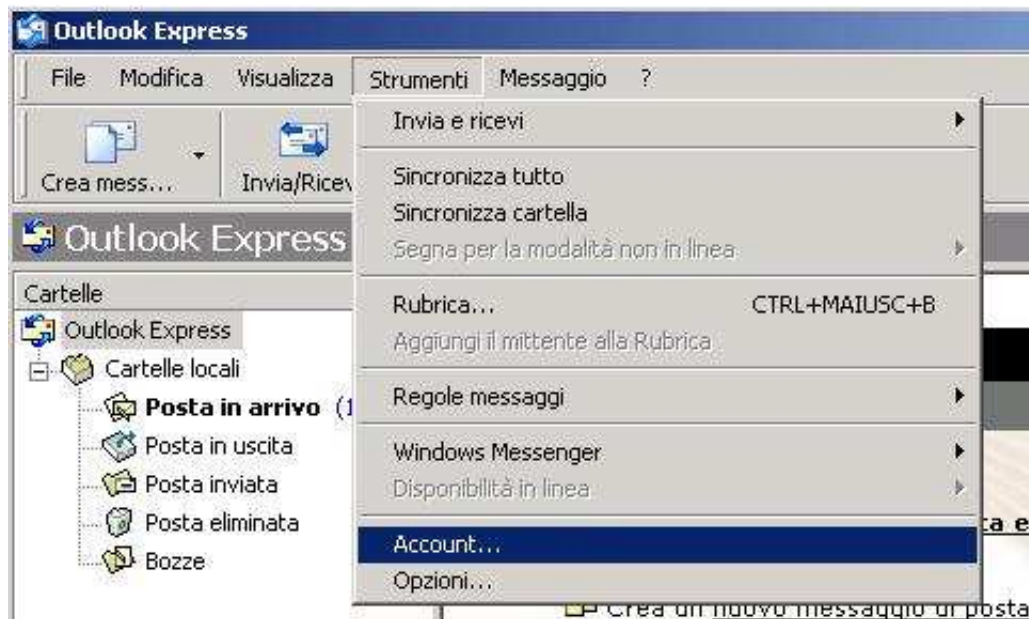 Outlook Express
File Modifica Visualizza Strumenti Messaggio ?
Crea mess... Invia/Ricev
Outlook Express
Cartelle
Outlook Express
Cartelle locali
Posta in arrivo (1
Posta in uscita
Posta inviata
Posta eliminata
Bozze
Invia e ricevi
Sincronizza tutto
Sincronizza cartella
Segna per la modalità non in linea
Rubrica... CTRL+MAIUSC+B
Aggiungi il mittente alla Rubrica
Regole messaggi
Windows Messenger
Disponibilità in linea
Account...
Opzioni...
ta e
Crea un nuovo messaggio di posta